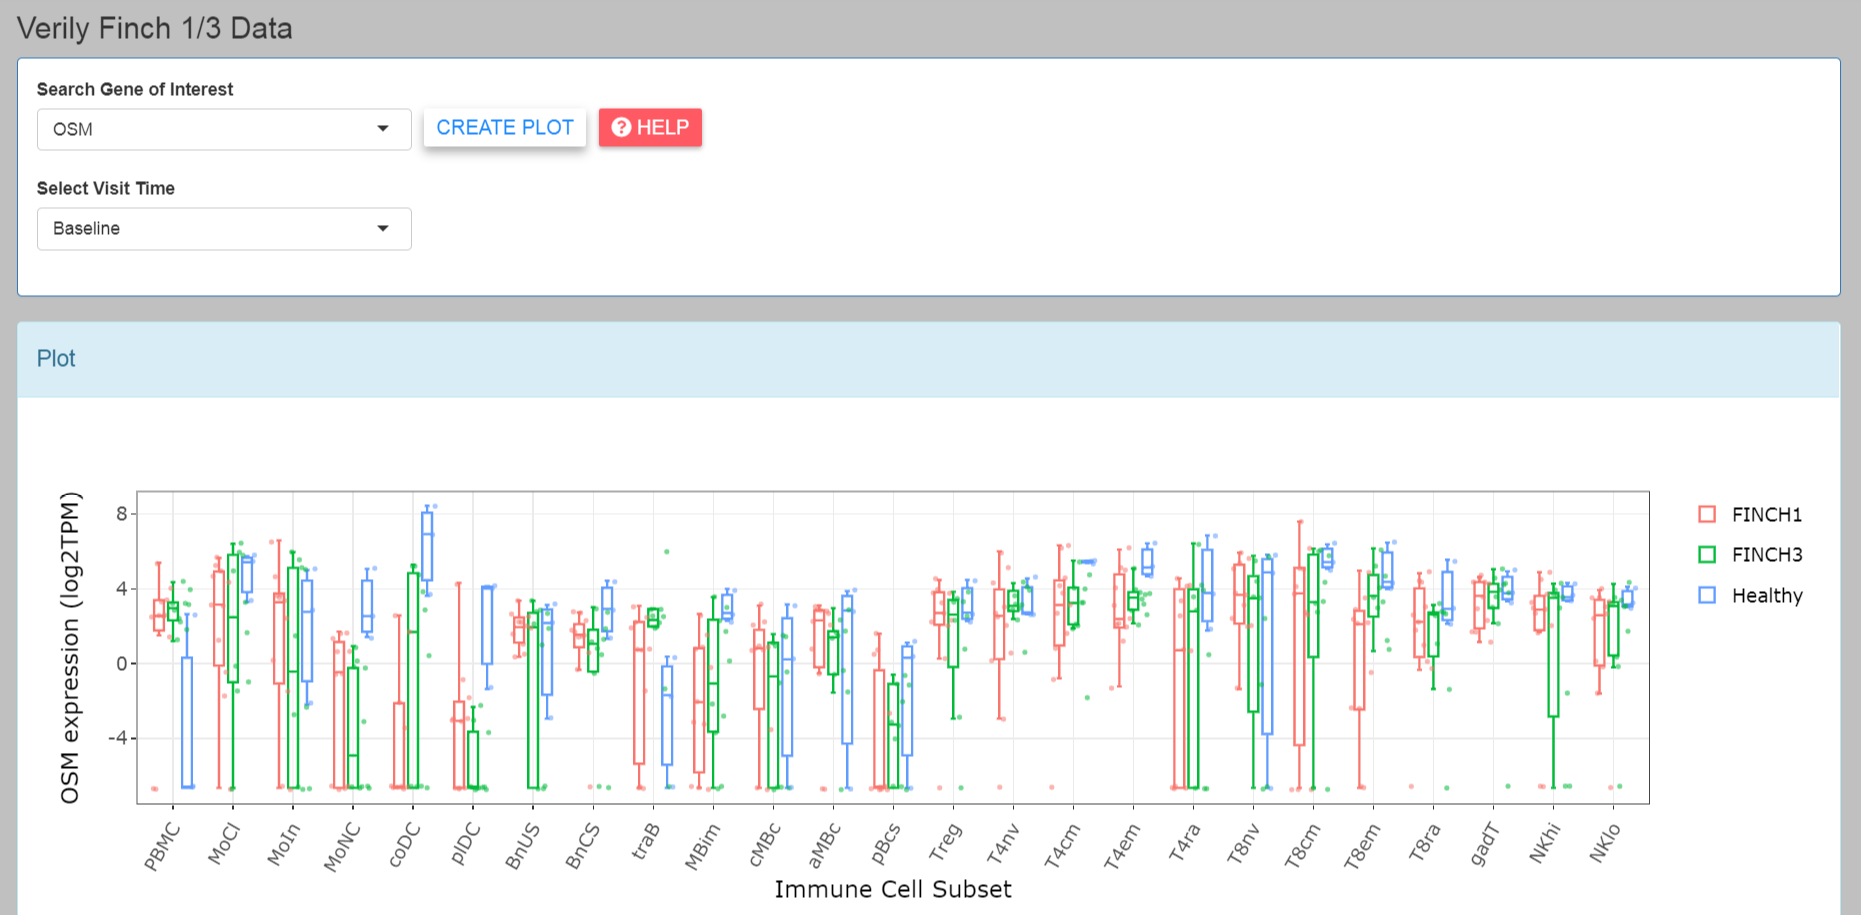 Verily Finch 1/3 Data
Search Gene of Interest
OSM
CREATE PLOT
? HELP
Select Visit Time
Baseline
Plot
OSM expression (log2TPM)
8
4
0
-4
FINCH1
FINCH3
Healthy
PBMC
MoCl
MoIn
MoNC
coDC
plDC
BnUS
BnCS
traB
MBim
cMBc
aMBc
pBcs
Treg
T4nv
T4cm
T4em
T4ra
T8nv
T8cm
T8em
T8ra
gadT
NKhi
NKlo
Immune Cell Subset